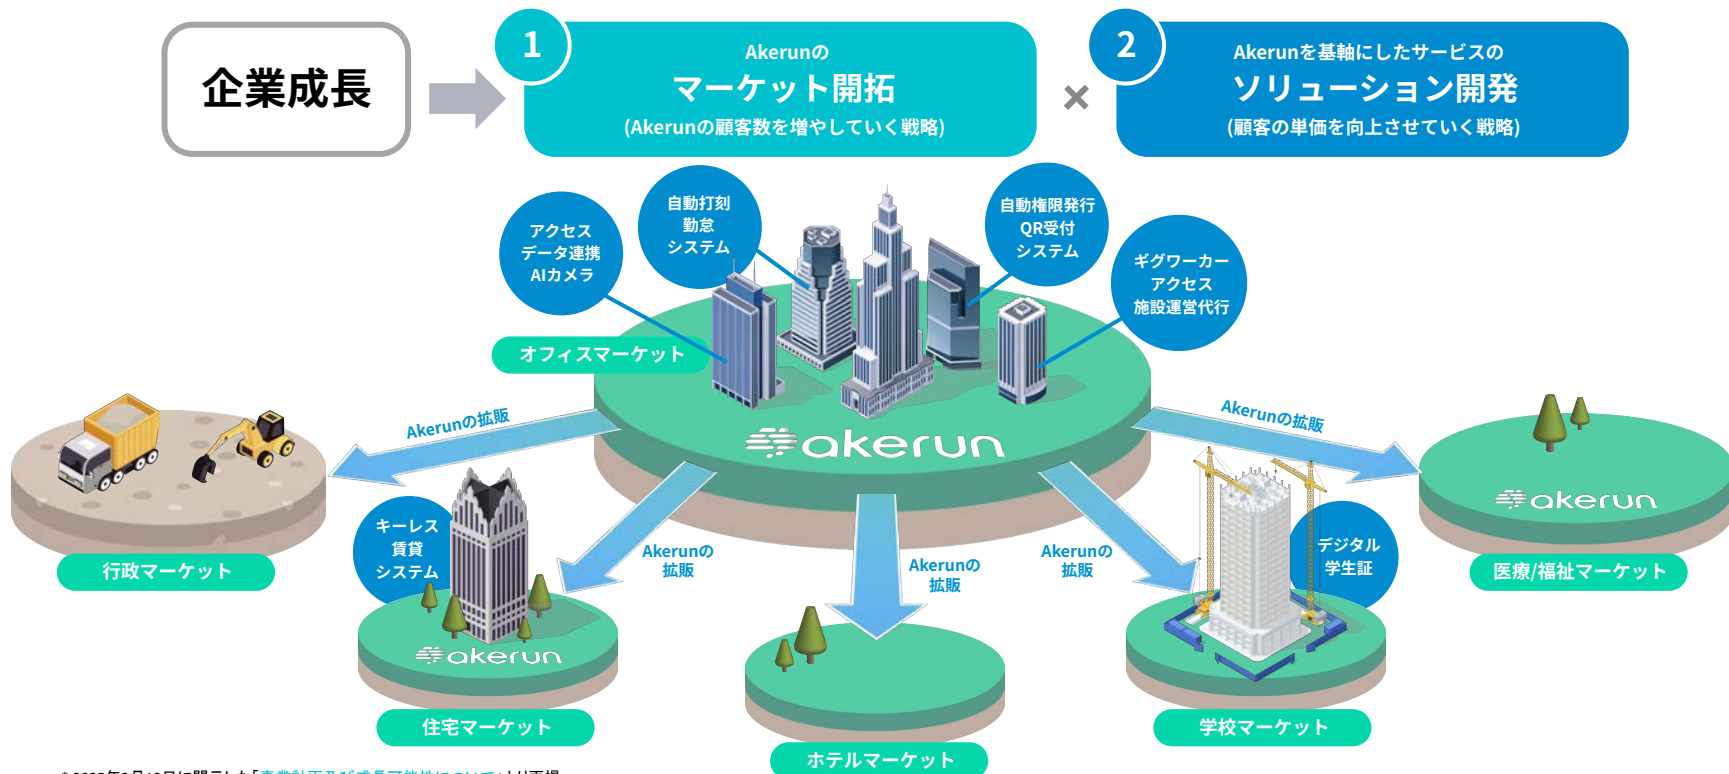 企業成長
1
Akerunの
マーケット開拓
(Akerunの顧客数を増やしていく戦略)
×
2
Akerunを基軸にしたサービスの
ソリューション開発
(顧客の単価を向上させていく戦略)
アクセス
データ連携
AIカメラ
自動打刻
勤怠
システム
自動権限発行
QR受付
システム
ギグワーカー
アクセス
施設運営代行
オフィスマーケット
akerun
Akerunの拡販
Akerunの拡販
行政マーケット
キーレス
賃貸
システム
akerun
住宅マーケット
Akerunの
拡販
Akerunの
拡販
ホテルマーケット
Akerunの
拡販
デジタル
学生証
学校マーケット
akerun
医療/福祉マーケット